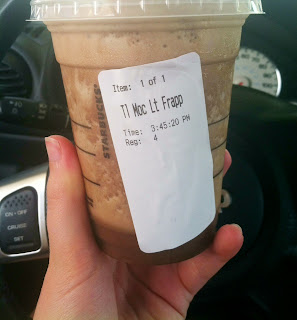 Item: 1 of 1
Tl Moc Lt Frapp
Time: 3:45:20 PM
Reg: 4
STARBUCKS
ON - OFF
CRUISE
SET